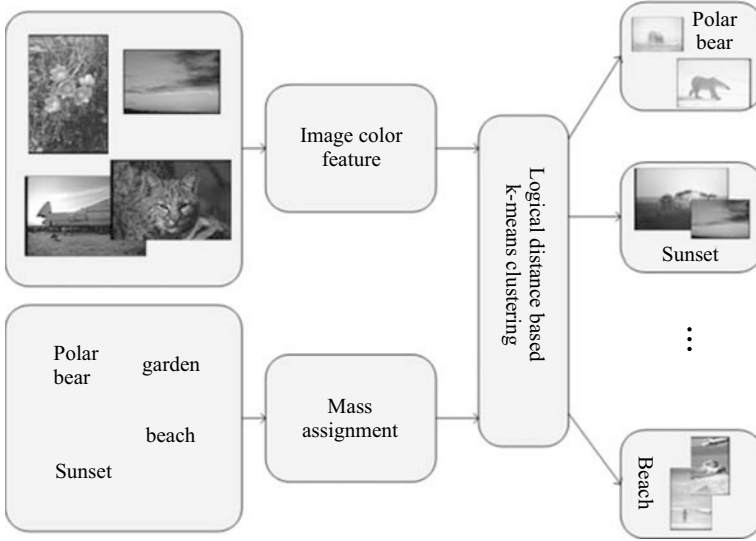 Image color
feature
Polar
bear
garden
beach
Sunset
Mass
assignment
Logical distance based
k-means clustering
Polar
bear
Sunset
Beach